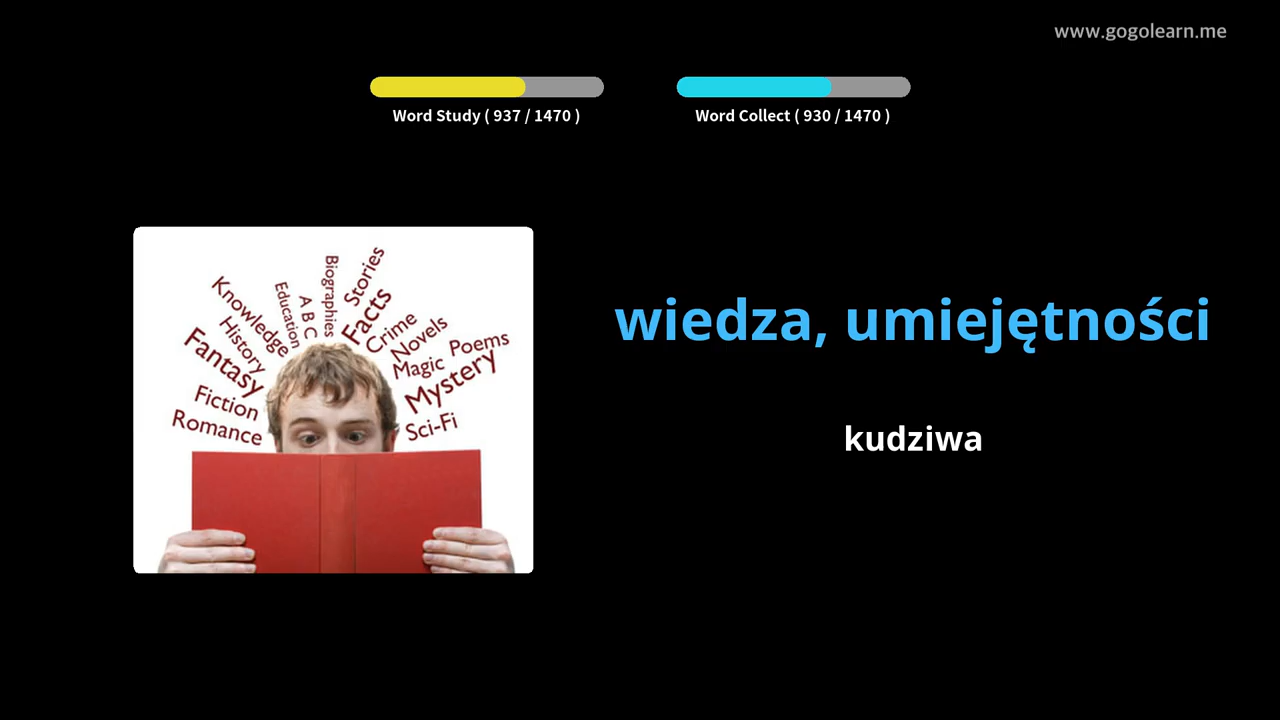 www.gogolearn.me
Word Study ( 937 / 1470 )
Word Collect ( 930 / 1470 )
wiedza, umiejętności
kudziwa
Romance
Fiction
Fantasy
History
Knowledge
Education
A B C
Biographies
Stories
Facts
Crime
Novels
Magic
Poems
Mystery
Sci-Fi